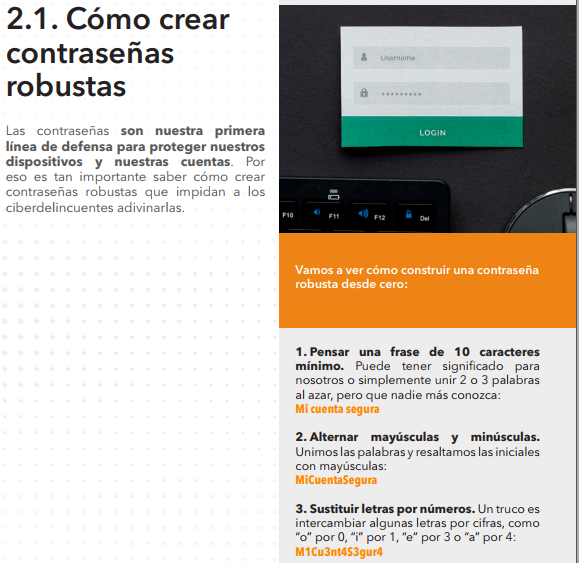 2.1. Cómo crear
contraseñas
robustas
Las contraseñas son nuestra primera
línea de defensa para proteger nuestros
dispositivos y nuestras cuentas. Por
eso es tan importante saber cómo crear
contraseñas robustas que impidan a los
ciberdelincuentes adivinarlas.
Username
*********
LOGIN
F10
F11
F12
Del
Vamos a ver cómo construir una contraseña
robusta desde cero:
1. Pensar una frase de 10 caracteres
mínimo. Puede tener significado para
nosotros o simplemente unir 2 o 3 palabras
al azar, pero que nadie más conozca:
Mi cuenta segura
2. Alternar mayúsculas y minúsculas.
Unimos las palabras y resaltamos las iniciales
con mayúsculas:
MiCuentaSegura
3. Sustituir letras por números. Un truco es
intercambiar algunas letras por cifras, como
“o” por 0, “i” por 1, “e” por 3 o “a” por 4:
M1Cu3nt4S3gur4